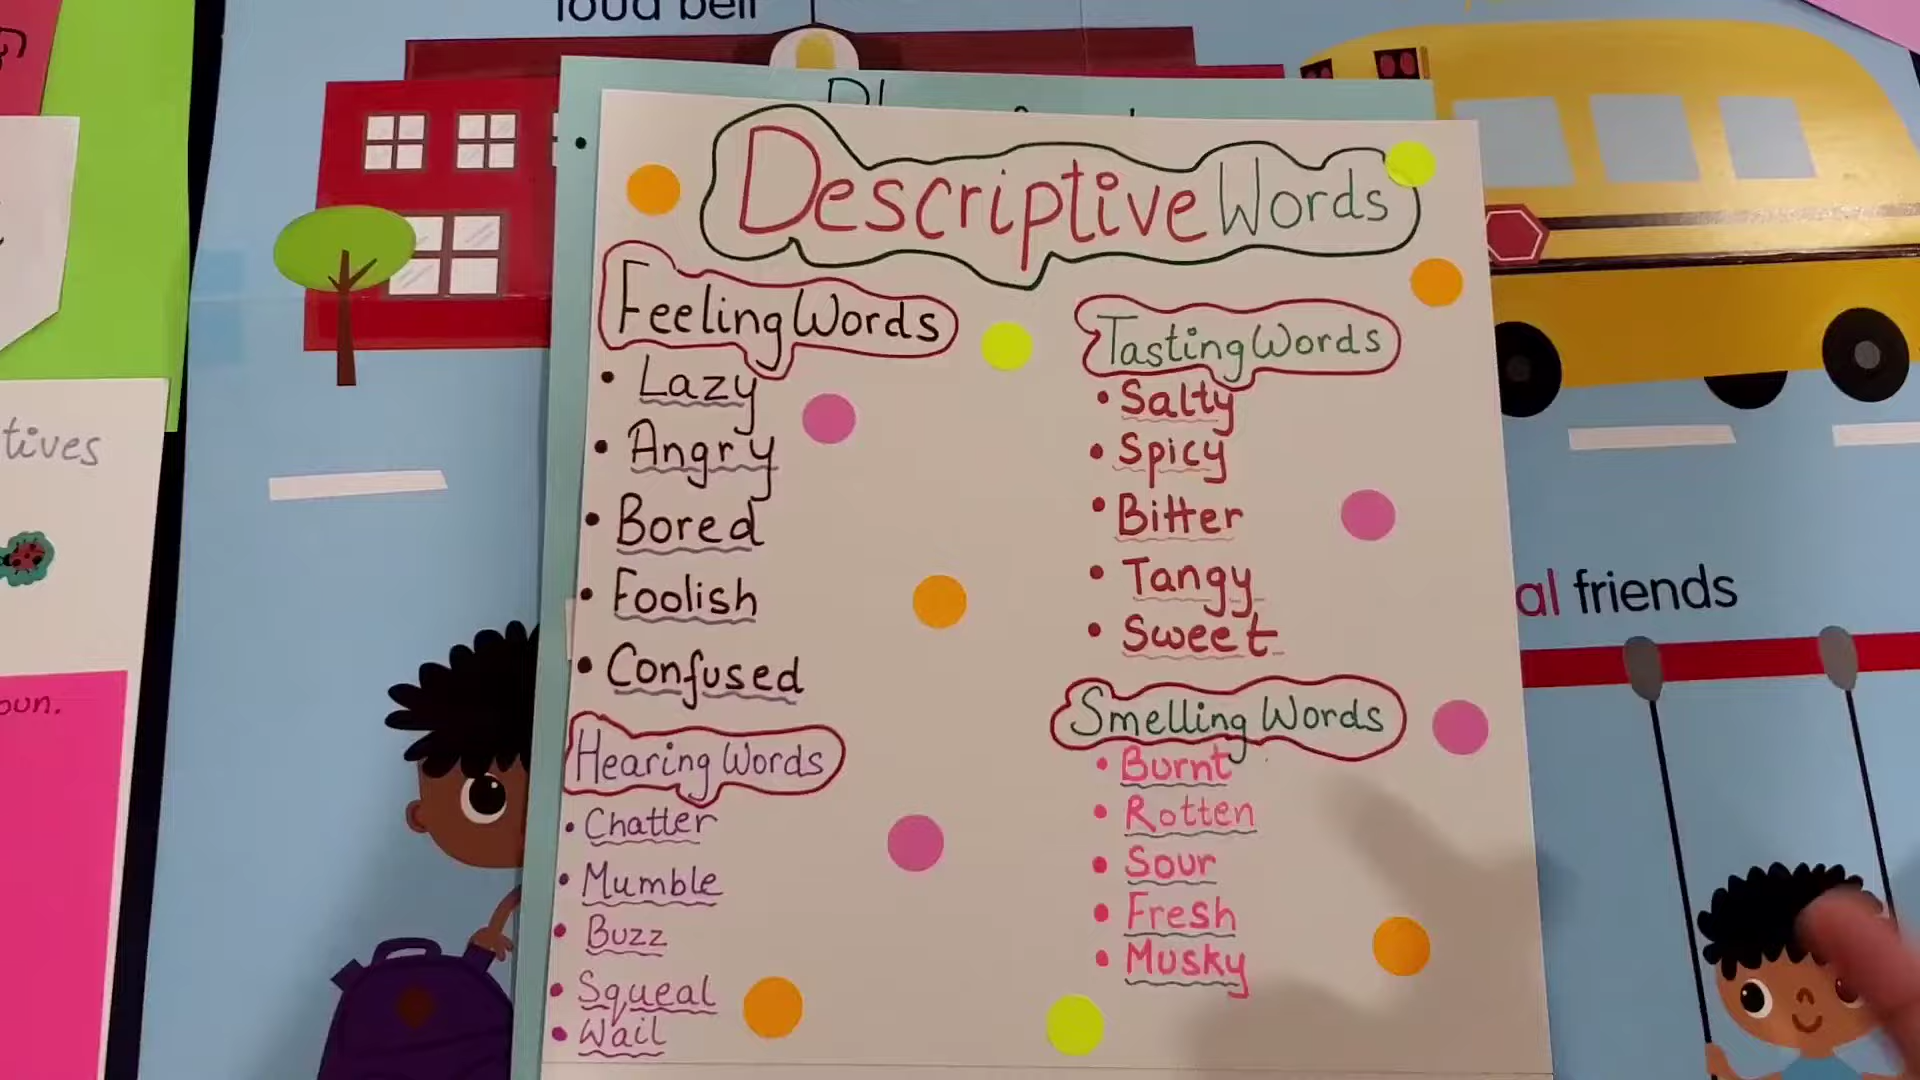 loud bell
Descriptive Words
Feeling Words
• Lazy
• Angry
• Bored
• Foolish
• Confused
Hearing Words
• Chatter
• Mumble
• Buzz
• Squeal
• Wail
Tasting Words
• Salty
• Spicy
• Bitter
• Tangy
• Sweet
Smelling Words
• Burnt
• Rotten
• Sour
• Fresh
• Musky
tives
oun.
al friends